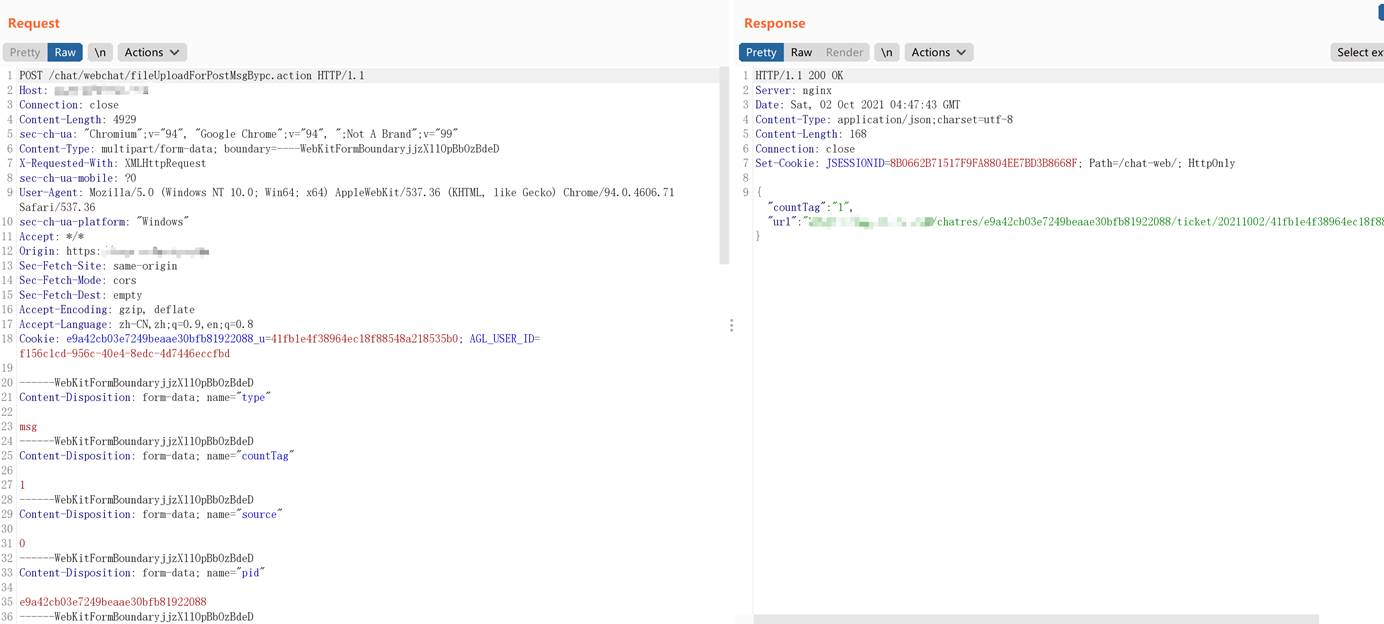 Request
Pretty Raw \n Actions
1 POST /chat/webchat/fileUploadForPostMsgBypc.action HTTP/1.1
2 Host:
3 Connection: close
4 Content-Length: 4929
5 sec-ch-ua: "Chromium";v="94", "Google Chrome";v="94", ";Not A Brand";v="99"
6 Content-Type: multipart/form-data; boundary=----WebKitFormBoundaryjjzX11OpBbOzBdeD
7 X-Requested-With: XMLHttpRequest
8 sec-ch-ua-mobile: ?0
9 User-Agent: Mozilla/5.0 (Windows NT 10.0; Win64; x64) AppleWebKit/537.36 (KHTML, like Gecko) Chrome/94.0.4606.71
Safari/537.36
10 sec-ch-ua-platform: "Windows"
11 Accept: */*
12 Origin: https:
13 Sec-Fetch-Site: same-origin
14 Sec-Fetch-Mode: cors
15 Sec-Fetch-Dest: empty
16 Accept-Encoding: gzip, deflate
17 Accept-Language: zh-CN,zh;q=0.9,en;q=0.8
18 Cookie: e9a42cb03e7249beaae30bfb81922088_u=41fb1e4f38964ec18f88548a218535b0; AGL_USER_ID=
f156c1cd-956c-40e4-8edc-4d7446eccfbd
19
20 ------WebKitFormBoundaryjjzX11OpBbOzBdeD
21 Content-Disposition: form-data; name="type"
22
23 msg
24 ------WebKitFormBoundaryjjzX11OpBbOzBdeD
25 Content-Disposition: form-data; name="countTag"
26
27 1
28 ------WebKitFormBoundaryjjzX11OpBbOzBdeD
29 Content-Disposition: form-data; name="source"
30
31 0
32 ------WebKitFormBoundaryjjzX11OpBbOzBdeD
33 Content-Disposition: form-data; name="pid"
34
35 e9a42cb03e7249beaae30bfb81922088
36 ------WebKitFormBoundaryjjzX11OpBbOzBdeD
Response
Pretty Raw Render \n Actions Select ex
1 HTTP/1.1 200 OK
2 Server: nginx
3 Date: Sat, 02 Oct 2021 04:47:43 GMT
4 Content-Type: application/json;charset=utf-8
5 Content-Length: 168
6 Connection: close
7 Set-Cookie: JSESSIONID=8B0662B71517F9FA8804EE7BD3B8668F; Path=/chat-web/; HttpOnly
8
9 {
"countTag":"1",
"url":" /chatres/e9a42cb03e7249beaae30bfb81922088/ticket/20211002/41fb1e4f38964ec18f88
}